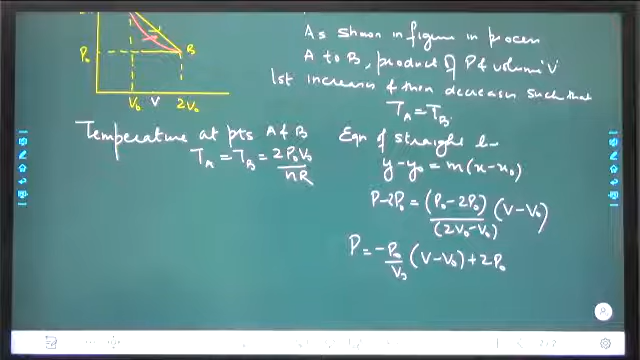 P₀
B
V₀ V 2V₀
As shown in figure in process
A to B, product of P & volume 'V'
1st increases & then decreases such that
T_A = T_B.
Temperature at pts A & B
T_A = T_B = 2P₀V₀/nR
Eqn of straight l-
y - y₀ = m(x - x₀)
P - 2P₀ = (P₀ - 2P₀)/(2V₀ - V₀) (V - V₀)
P = -P₀/V₀ (V - V₀) + 2P₀